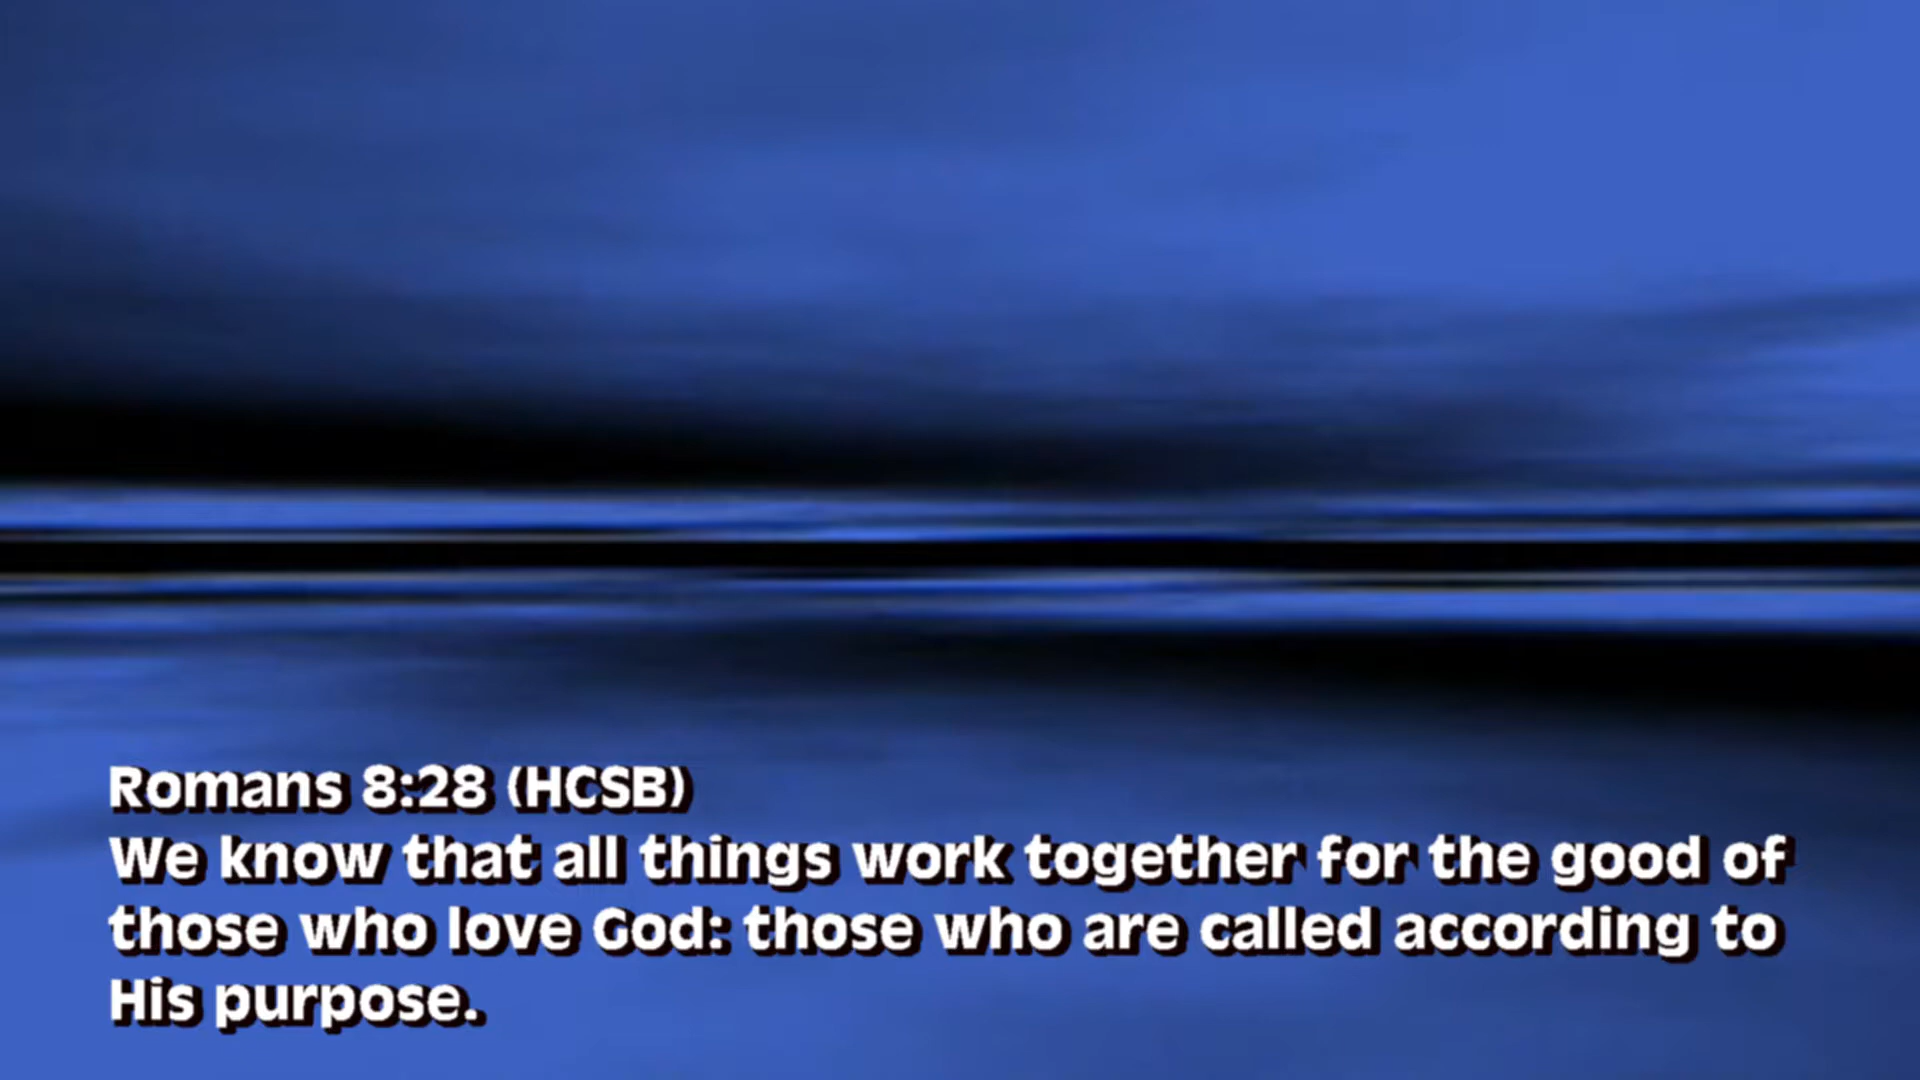 Romans 8:28 (HCSB)
We know that all things work together for the good of
those who love God: those who are called according to
His purpose.